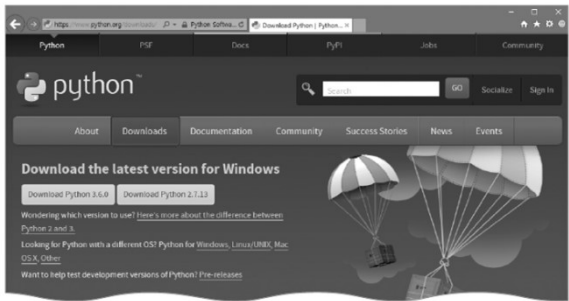 https://www.python.org/downloads/
Python Softwa... Download Python | Python...
Python PSF Docs PyPI Jobs Community
python™
Search GO Socialize Sign In
About Downloads Documentation Community Success Stories News Events
Download the latest version for Windows
Download Python 3.6.0 Download Python 2.7.13
Wondering which version to use? Here's more about the difference between
Python 2 and 3.
Looking for Python with a different OS? Python for Windows, Linux/UNIX, Mac
OS X, Other
Want to help test development versions of Python? Pre-releases